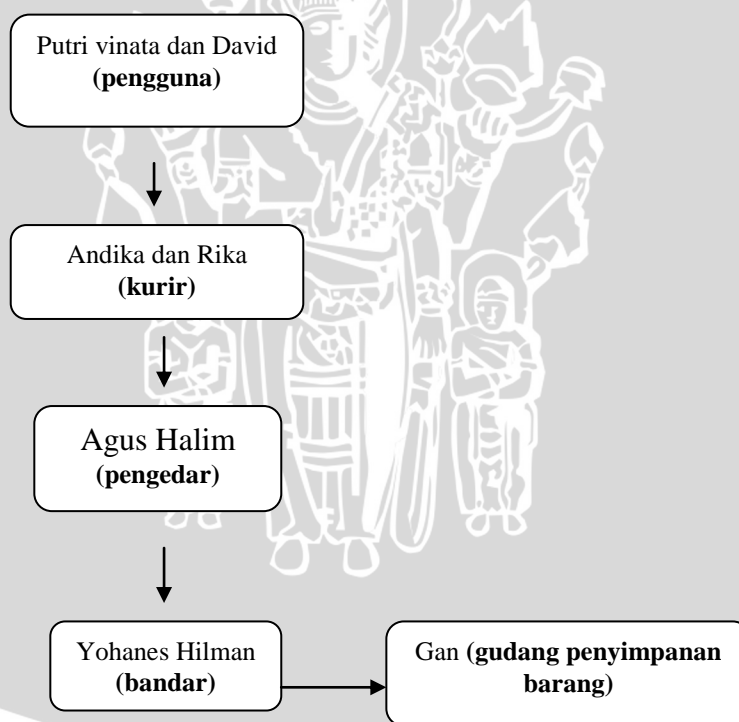 Putri vinata dan David
(pengguna)
Andika dan Rika
(kurir)
Agus Halim
(pengedar)
Yohanes Hilman
(bandar)
Gan (gudang penyimpanan
barang)